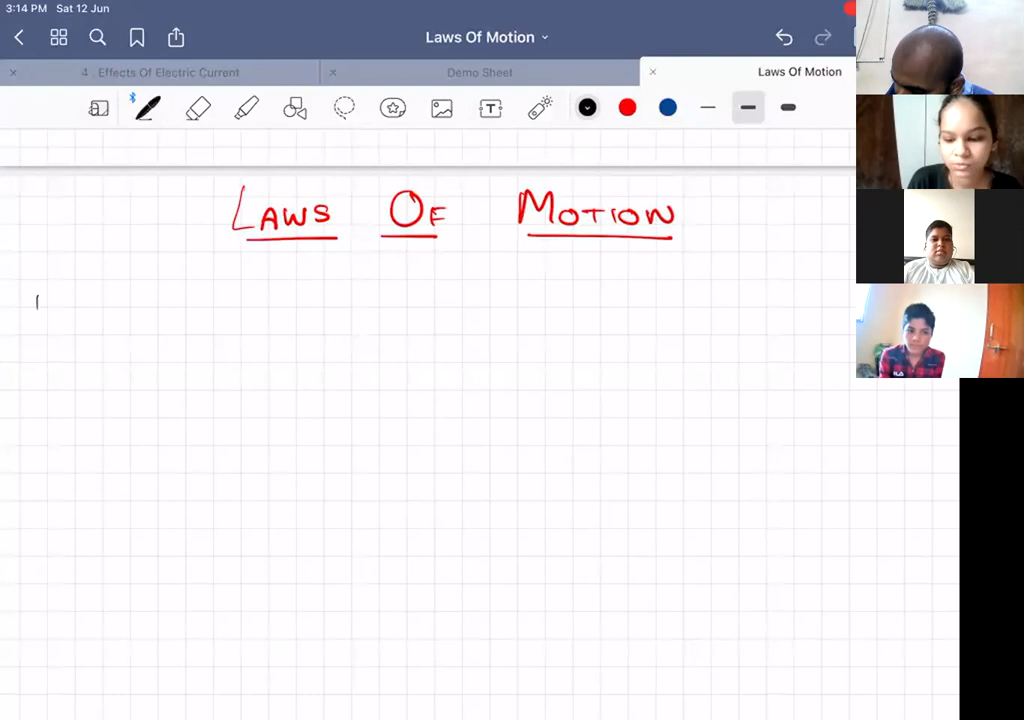 3:14 PM Sat 12 Jun
Laws Of Motion
4 . Effects Of Electric Current
Demo Sheet
Laws Of Motion
T
LAWS OF MOTION